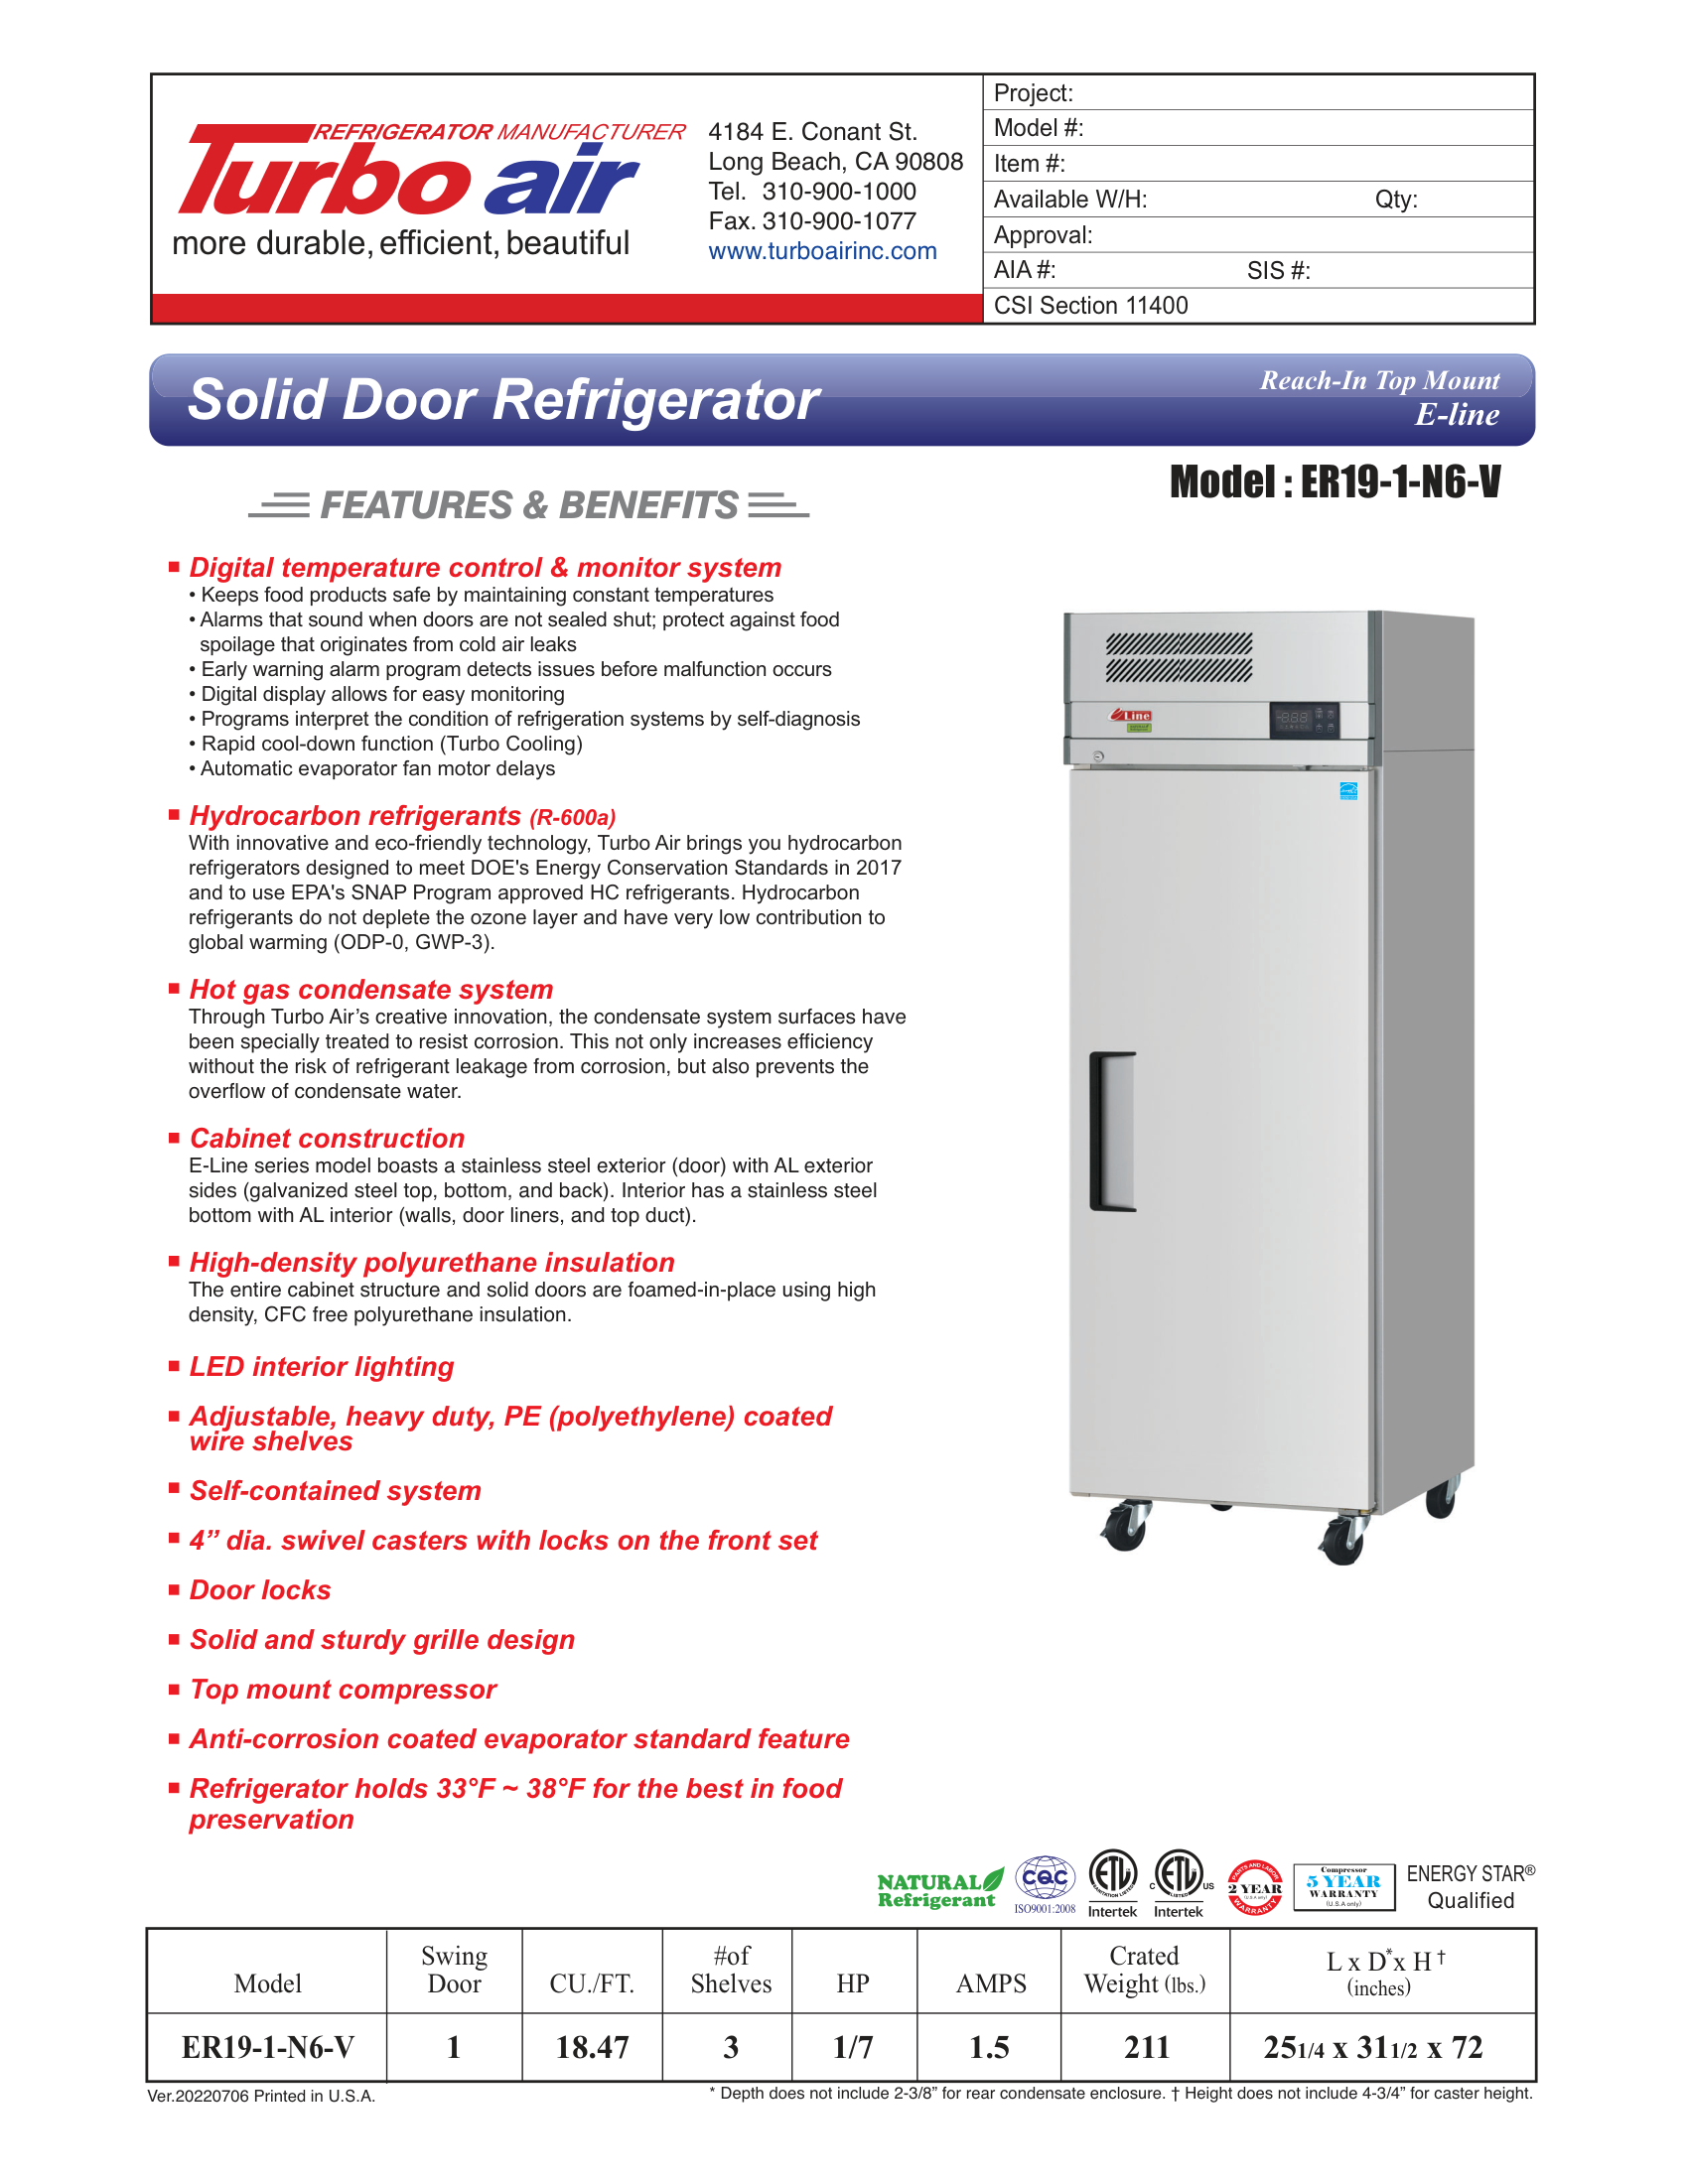 REFRIGERATOR MANUFACTURER
Turbo air
more durable, efficient, beautiful
4184 E. Conant St.
Long Beach, CA 90808
Tel. 310-900-1000
Fax. 310-900-1077
www.turboairinc.com
Project:
Model #:
Item #:
Available W/H: Qty:
Approval:
AIA #: SIS #:
CSI Section 11400
Solid Door Refrigerator
Reach-In Top Mount
E-line
Model : ER19-1-N6-V
FEATURES & BENEFITS
Digital temperature control & monitor system
• Keeps food products safe by maintaining constant temperatures
• Alarms that sound when doors are not sealed shut; protect against food
spoilage that originates from cold air leaks
• Early warning alarm program detects issues before malfunction occurs
• Digital display allows for easy monitoring
• Programs interpret the condition of refrigeration systems by self-diagnosis
• Rapid cool-down function (Turbo Cooling)
• Automatic evaporator fan motor delays
Hydrocarbon refrigerants (R-600a)
With innovative and eco-friendly technology, Turbo Air brings you hydrocarbon
refrigerators designed to meet DOE's Energy Conservation Standards in 2017
and to use EPA's SNAP Program approved HC refrigerants. Hydrocarbon
refrigerants do not deplete the ozone layer and have very low contribution to
global warming (ODP-0, GWP-3).
Hot gas condensate system
Through Turbo Air’s creative innovation, the condensate system surfaces have
been specially treated to resist corrosion. This not only increases efficiency
without the risk of refrigerant leakage from corrosion, but also prevents the
overflow of condensate water.
Cabinet construction
E-Line series model boasts a stainless steel exterior (door) with AL exterior
sides (galvanized steel top, bottom, and back). Interior has a stainless steel
bottom with AL interior (walls, door liners, and top duct).
High-density polyurethane insulation
The entire cabinet structure and solid doors are foamed-in-place using high
density, CFC free polyurethane insulation.
LED interior lighting
Adjustable, heavy duty, PE (polyethylene) coated
wire shelves
Self-contained system
4” dia. swivel casters with locks on the front set
Door locks
Solid and sturdy grille design
Top mount compressor
Anti-corrosion coated evaporator standard feature
Refrigerator holds 33°F ~ 38°F for the best in food
preservation
Line
NATURAL
Refrigerant
CQC
ISO9001:2008
ETL
SANITATION LISTED
Intertek
C ETL US
LISTED
Intertek
PARTS AND LABOR
2 YEAR
(U.S.A only)
WARRANTY
Compressor
5 YEAR
WARRANTY
(U.S.A only)
ENERGY STAR®
Qualified
Model Swing Door CU./FT. #of Shelves HP AMPS Crated Weight (lbs.) L x D* x H † (inches)
ER19-1-N6-V 1 18.47 3 1/7 1.5 211 25 1/4 x 31 1/2 x 72
Ver.20220706 Printed in U.S.A.
* Depth does not include 2-3/8” for rear condensate enclosure. † Height does not include 4-3/4” for caster height.